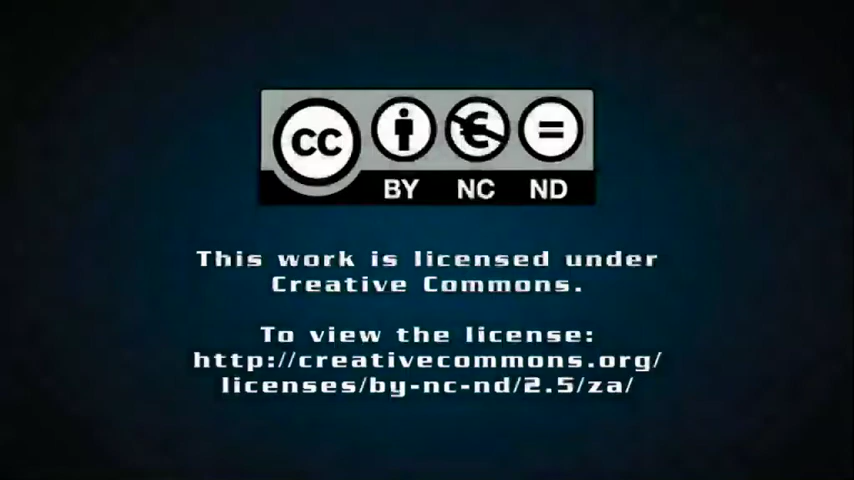 CC
BY NC ND
This work is licensed under
Creative Commons.
To view the license:
http://creativecommons.org/
licenses/by-nc-nd/2.5/za/